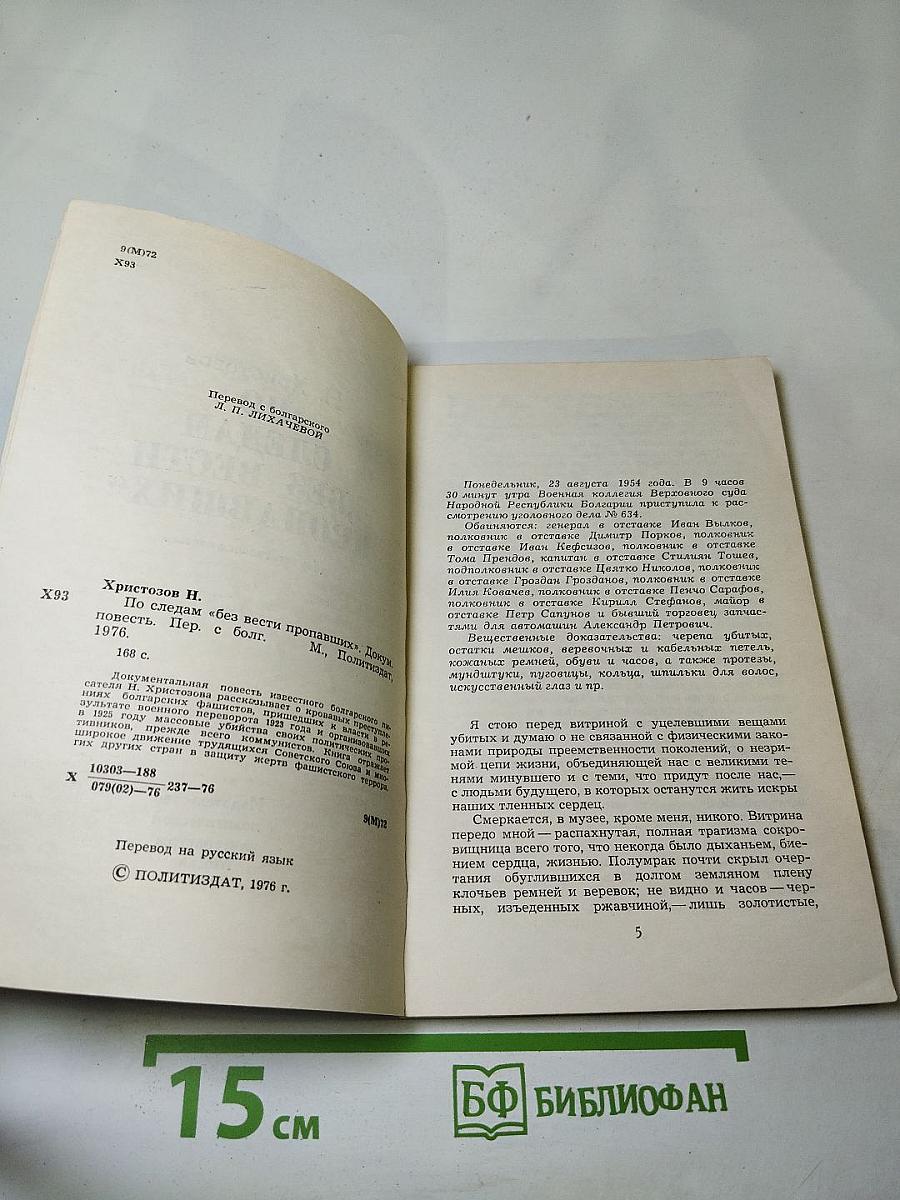 9(М)72
Х93
Перевод с болгарского
Л. П. ЛИХАЧЕВОЙ
Христозов Н.
Х93
По следам «без вести пропавших». Докум.
повесть. Пер. с болг. М., Политиздат,
1976.
168 с.
Документальная повесть известного болгарского пи-
сателя Н. Христозова рассказывает о кровавых преступле-
ниях болгарских фашистов, пришедших к власти в ре-
зультате военного переворота 1923 года и организовавших
в 1925 году массовые убийства своих политических про-
тивников, прежде всего коммунистов. Книга отражает
широкое движение трудящихся Советского Союза и мно-
гих других стран в защиту жертв фашистского террора.
Х 10303—188
079(02)—76 237—76
9(М)72
Перевод на русский язык
© ПОЛИТИЗДАТ, 1976 г.
Понедельник, 23 августа 1954 года. В 9 часов
30 минут утра Военная коллегия Верховного суда
Народной Республики Болгарии приступила к рас-
смотрению уголовного дела № 634.
Обвиняются: генерал в отставке Иван Вылков,
полковник в отставке Димитр Порков, полковник
в отставке Иван Кефсизов, полковник в отставке
Тома Прендов, капитан в отставке Стилиян Тошев,
подполковник в отставке Цвятко Николов, полковник
в отставке Гроздан Грозданов, полковник в отставке
Илия Ковачев, полковник в отставке Пенчо Сарафов,
полковник в отставке Кирилл Стефанов, майор в
отставке Петр Сапунов и бывший торговец запчас-
тями для автомашин Александр Петрович.
Вещественные доказательства: черепа убитых,
остатки мешков, веревочных и кабельных петель,
кожаных ремней, обуви и часов, а также протезы,
мундштуки, пуговицы, кольца, шпильки для волос,
искусственный глаз и пр.
Я стою перед витриной с уцелевшими вещами
убитых и думаю о не связанной с физическими зако-
нами природы преемственности поколений, о незри-
мой цепи жизни, объединяющей нас с великими те-
нями минувшего и с теми, что придут после нас,—
с людьми будущего, в которых останутся жить искры
наших тленных сердец.
Смеркается, в музее, кроме меня, никого. Витрина
передо мной — распахнутая, полная трагизма сокро-
вищница всего того, что некогда было дыханьем, бие-
нием сердца, жизнью. Полумрак почти скрыл очер-
тания обуглившихся в долгом земляном плену
клочьев ремней и веревок; не видно и часов — чер-
ных, изъеденных ржавчиной,— лишь золотистые,
5
15 см
БФ БИБЛИОФАН